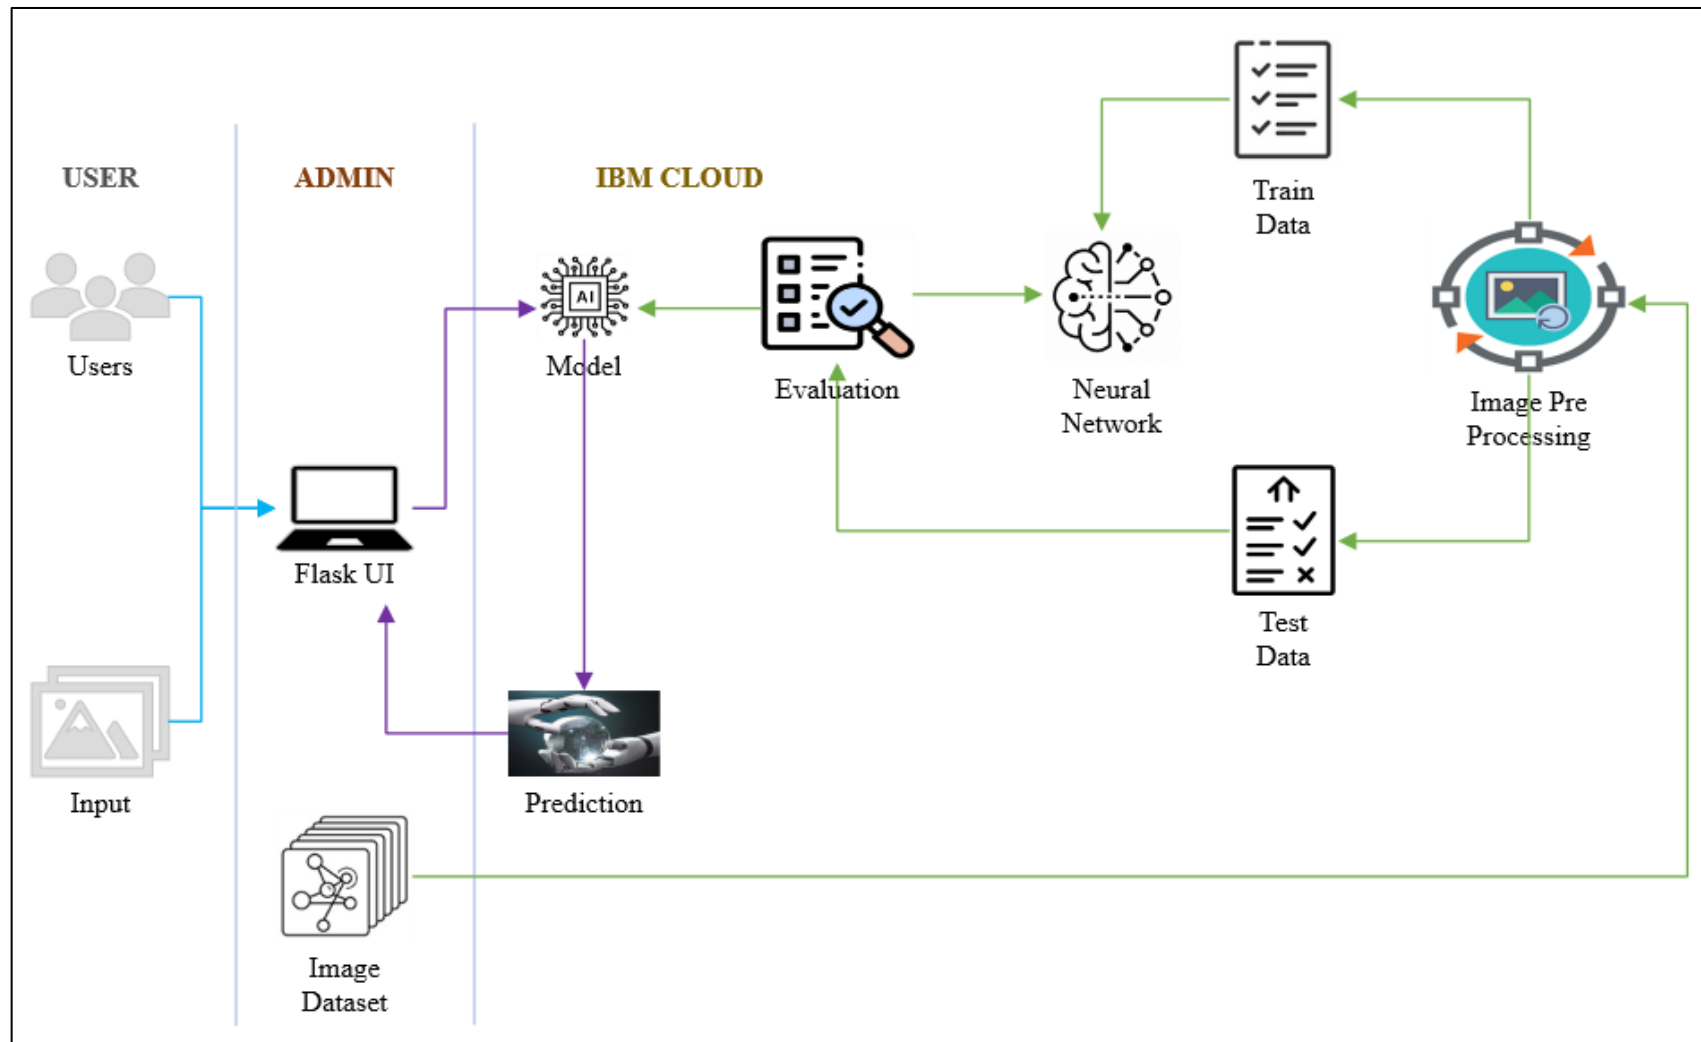 USER
ADMIN
IBM CLOUD
Train
Data
AI
Users
Model
Evaluation
Neural
Network
Image Pre
Processing
Flask UI
Test
Data
Input
Prediction
Image
Dataset